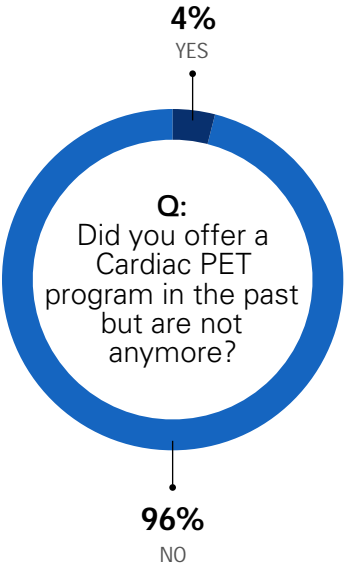 4%
YES
Q:
Did you offer a
Cardiac PET
program in the past
but are not
anymore?
96%
NO